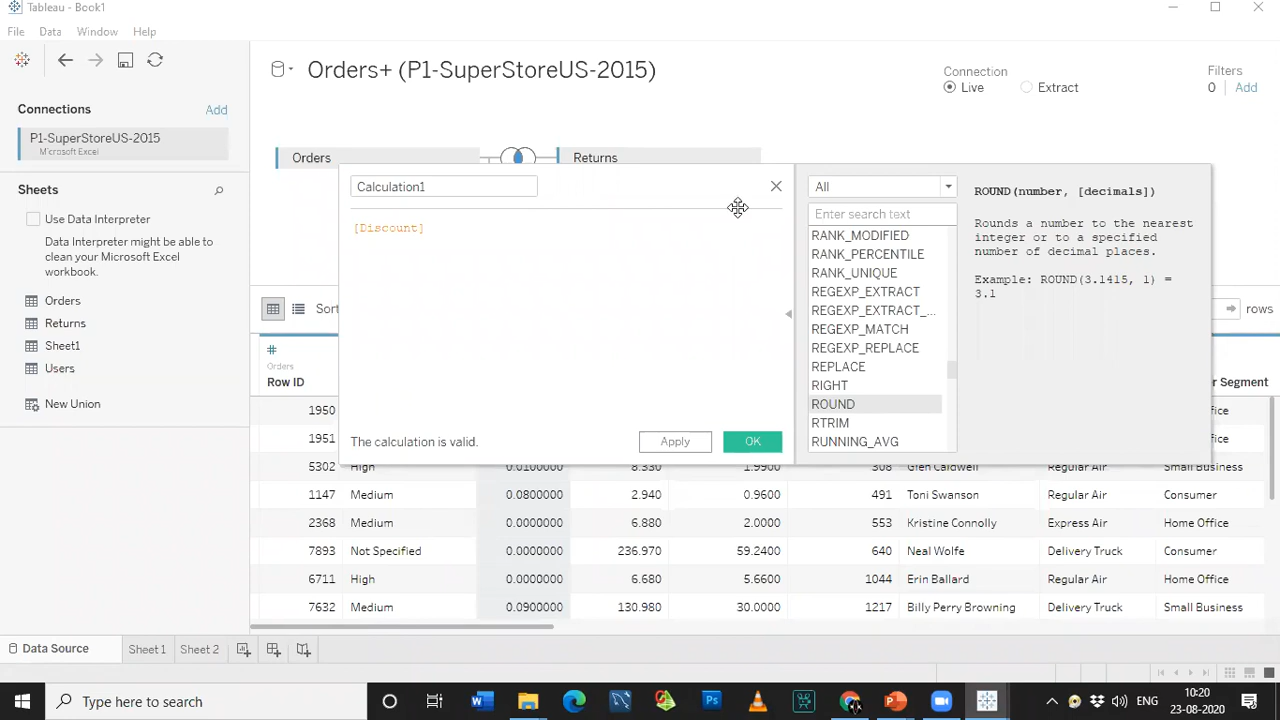 Tableau - Book1
File Data Window Help
Connections Add
P1-SuperStoreUS-2015
Microsoft Excel
Sheets
Use Data Interpreter
Data Interpreter might be able to
clean your Microsoft Excel
workbook.
Orders
Returns
Sheet1
Users
New Union
Orders+ (P1-SuperStoreUS-2015)
Connection
Live Extract
Filters
0 Add
Orders Returns
Sort
rows
Calculation1
[Discount]
The calculation is valid.
Apply OK
All
Enter search text
RANK_MODIFIED
RANK_PERCENTILE
RANK_UNIQUE
REGEXP_EXTRACT
REGEXP_EXTRACT_...
REGEXP_MATCH
REGEXP_REPLACE
REPLACE
RIGHT
ROUND
RTRIM
RUNNING_AVG
ROUND(number, [decimals])
Rounds a number to the nearest
integer or to a specified
number of decimal places.
Example: ROUND(3.1415, 1) =
3.1
#
Orders
Row ID r Segment
1950 ffice
1951 ffice
5302 High 0.0100000 8.330 1.9900 308 Glen Caldwell Regular Air Small Business
1147 Medium 0.0800000 2.940 0.9600 491 Toni Swanson Regular Air Consumer
2368 Medium 0.0000000 6.880 2.0000 553 Kristine Connolly Express Air Home Office
7893 Not Specified 0.0000000 236.970 59.2400 640 Neal Wolfe Delivery Truck Consumer
6711 High 0.0000000 6.680 5.6600 1044 Erin Ballard Regular Air Home Office
7632 Medium 0.0900000 130.980 30.0000 1217 Billy Perry Browning Delivery Truck Small Business
Data Source Sheet 1 Sheet 2
Type here to search
ENG
10:20
23-08-2020